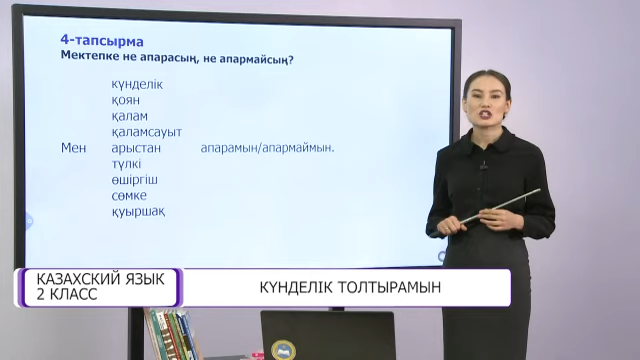 4-тапсырма
Мектепке не апарасың, не апармайсың?
күнделік
қоян
қалам
қаламсауыт
Мен арыстан апарамын/апармаймын.
түлкі
өшіргіш
сөмке
қуыршақ
ҚАЗАХСКИЙ ЯЗЫК
2 КЛАСС
КҮНДЕЛІК ТОЛТЫРАМЫН